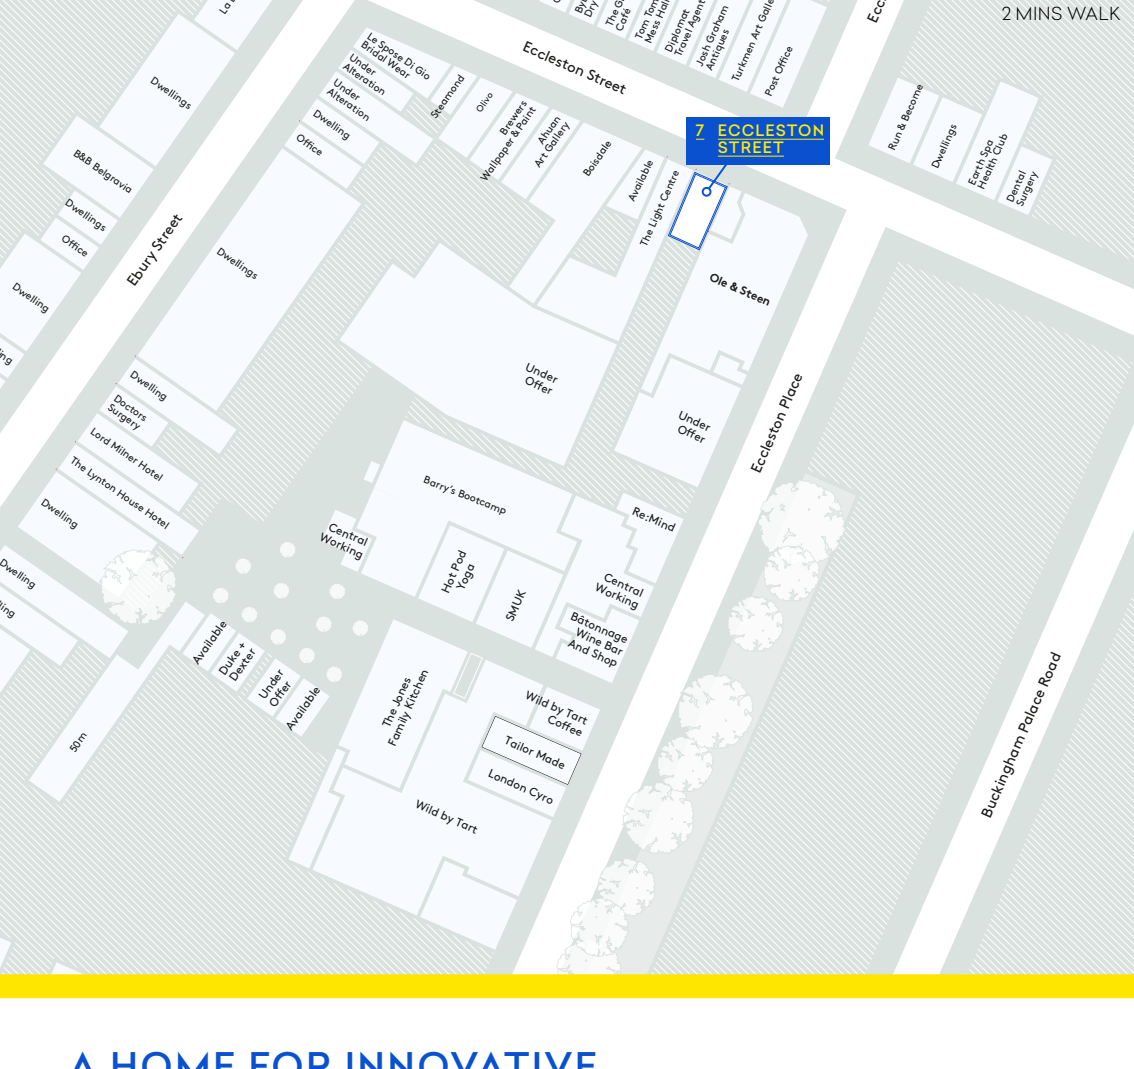 2 MINS WALK
Café
Tom Tom
Diplomat
Travel Agent
Josh Graham
Antiques
Post Office
Eccleston Street
Le Spose Di Gio
Bridal Wear
Under
Alteration
Under
Alteration
Dwelling
Office
Steamond
Olivo
Brewers
Wallpaper & Paint
Ahuan
Art Gallery
Boisdale
Available
The Light Centre
7 ECCLESTON
STREET
Run & Become
Dwellings
Earth Spa
Health Club
Dental
Surgery
Dwellings
B&B Belgravia
Dwellings
Office
Dwelling
Ebury Street
Dwellings
Ole & Steen
Under
Offer
Under
Offer
Eccleston Place
Dwelling
Doctors
Surgery
Lord Milner Hotel
The Lynton House Hotel
Dwelling
Dwelling
Barry's Bootcamp
Central
Working
Hot Pod
Yoga
SMUK
Re:Mind
Central
Working
Bâtonnage
Wine Bar
And Shop
Available
Duke +
Dexter
Under
Offer
Available
50m
The Jones
Family Kitchen
Wild by Tart
Coffee
Tailor Made
London Cyro
Wild by Tart
Buckingham Palace Road
A HOME FOR INNOVATIVE